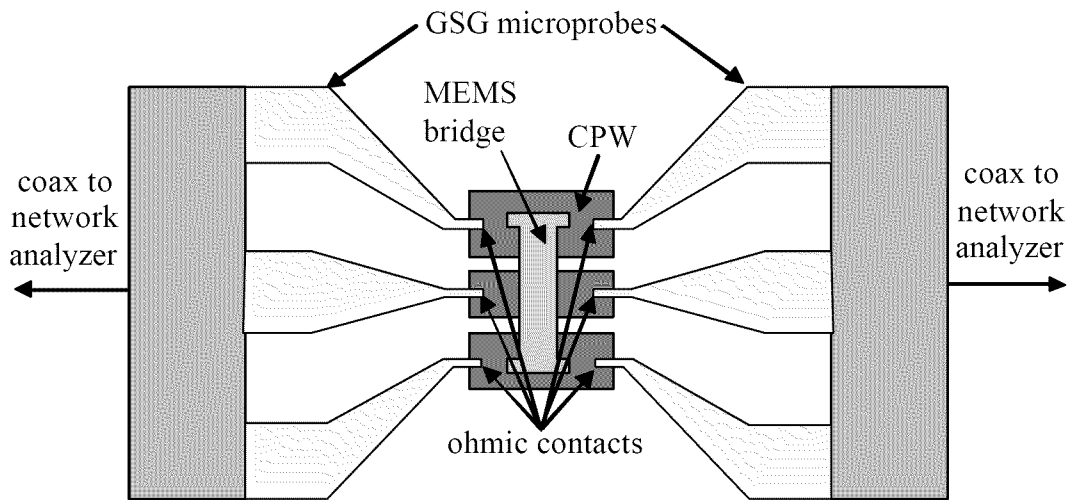 GSG microprobes
MEMS
bridge
CPW
coax to
network
analyzer
coax to
network
analyzer
ohmic contacts